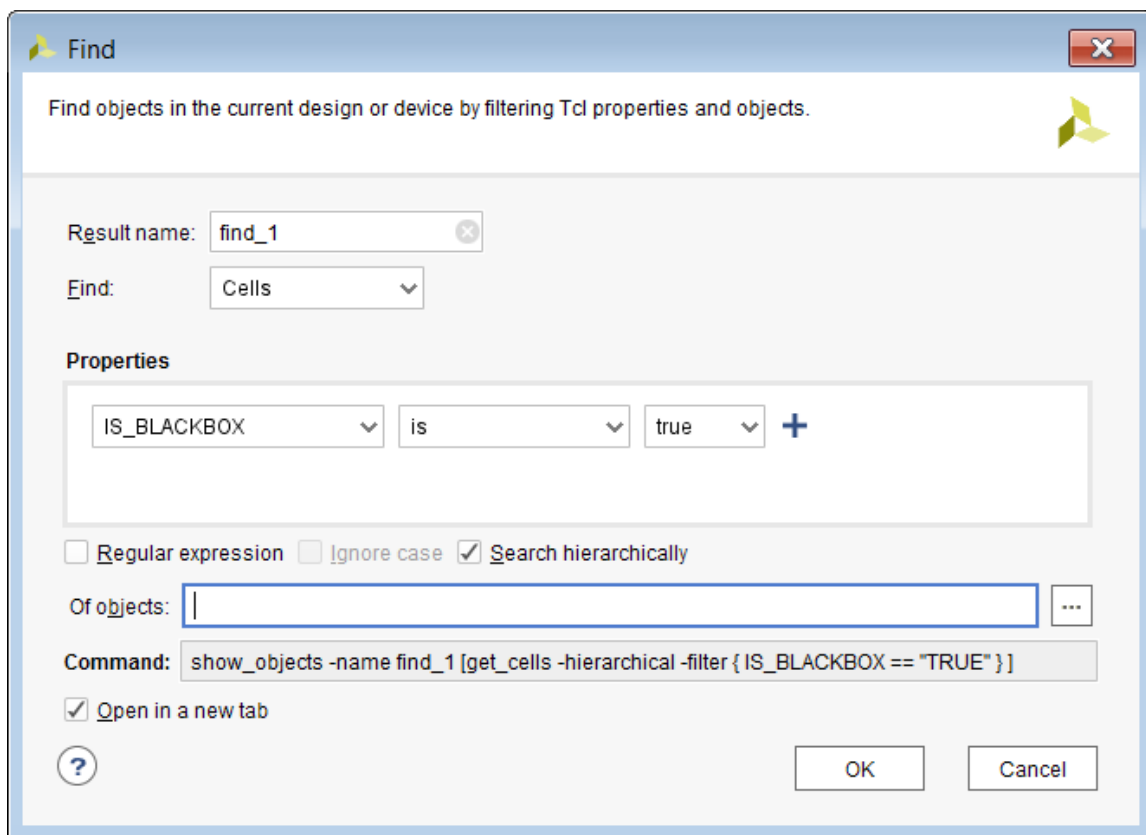 Find
Find objects in the current design or device by filtering Tcl properties and objects.
Result name: find_1
Find: Cells
Properties
IS_BLACKBOX is true
Regular expression Ignore case Search hierarchically
Of objects: ...
Command: show_objects -name find_1 [get_cells -hierarchical -filter { IS_BLACKBOX == "TRUE" } ]
Open in a new tab
? OK Cancel